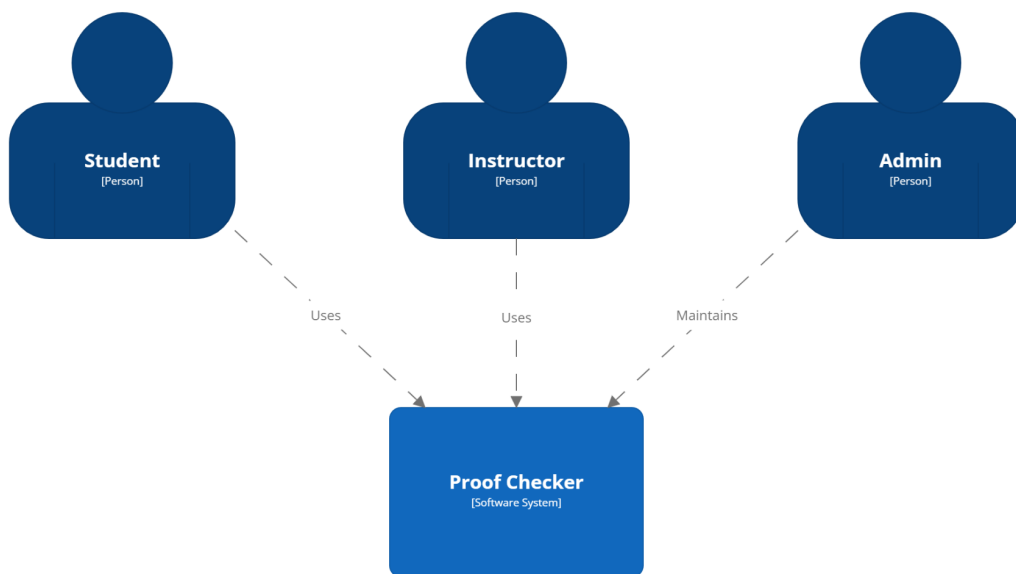 Student
[Person]
Instructor
[Person]
Admin
[Person]
Uses
Uses
Maintains
Proof Checker
[Software System]